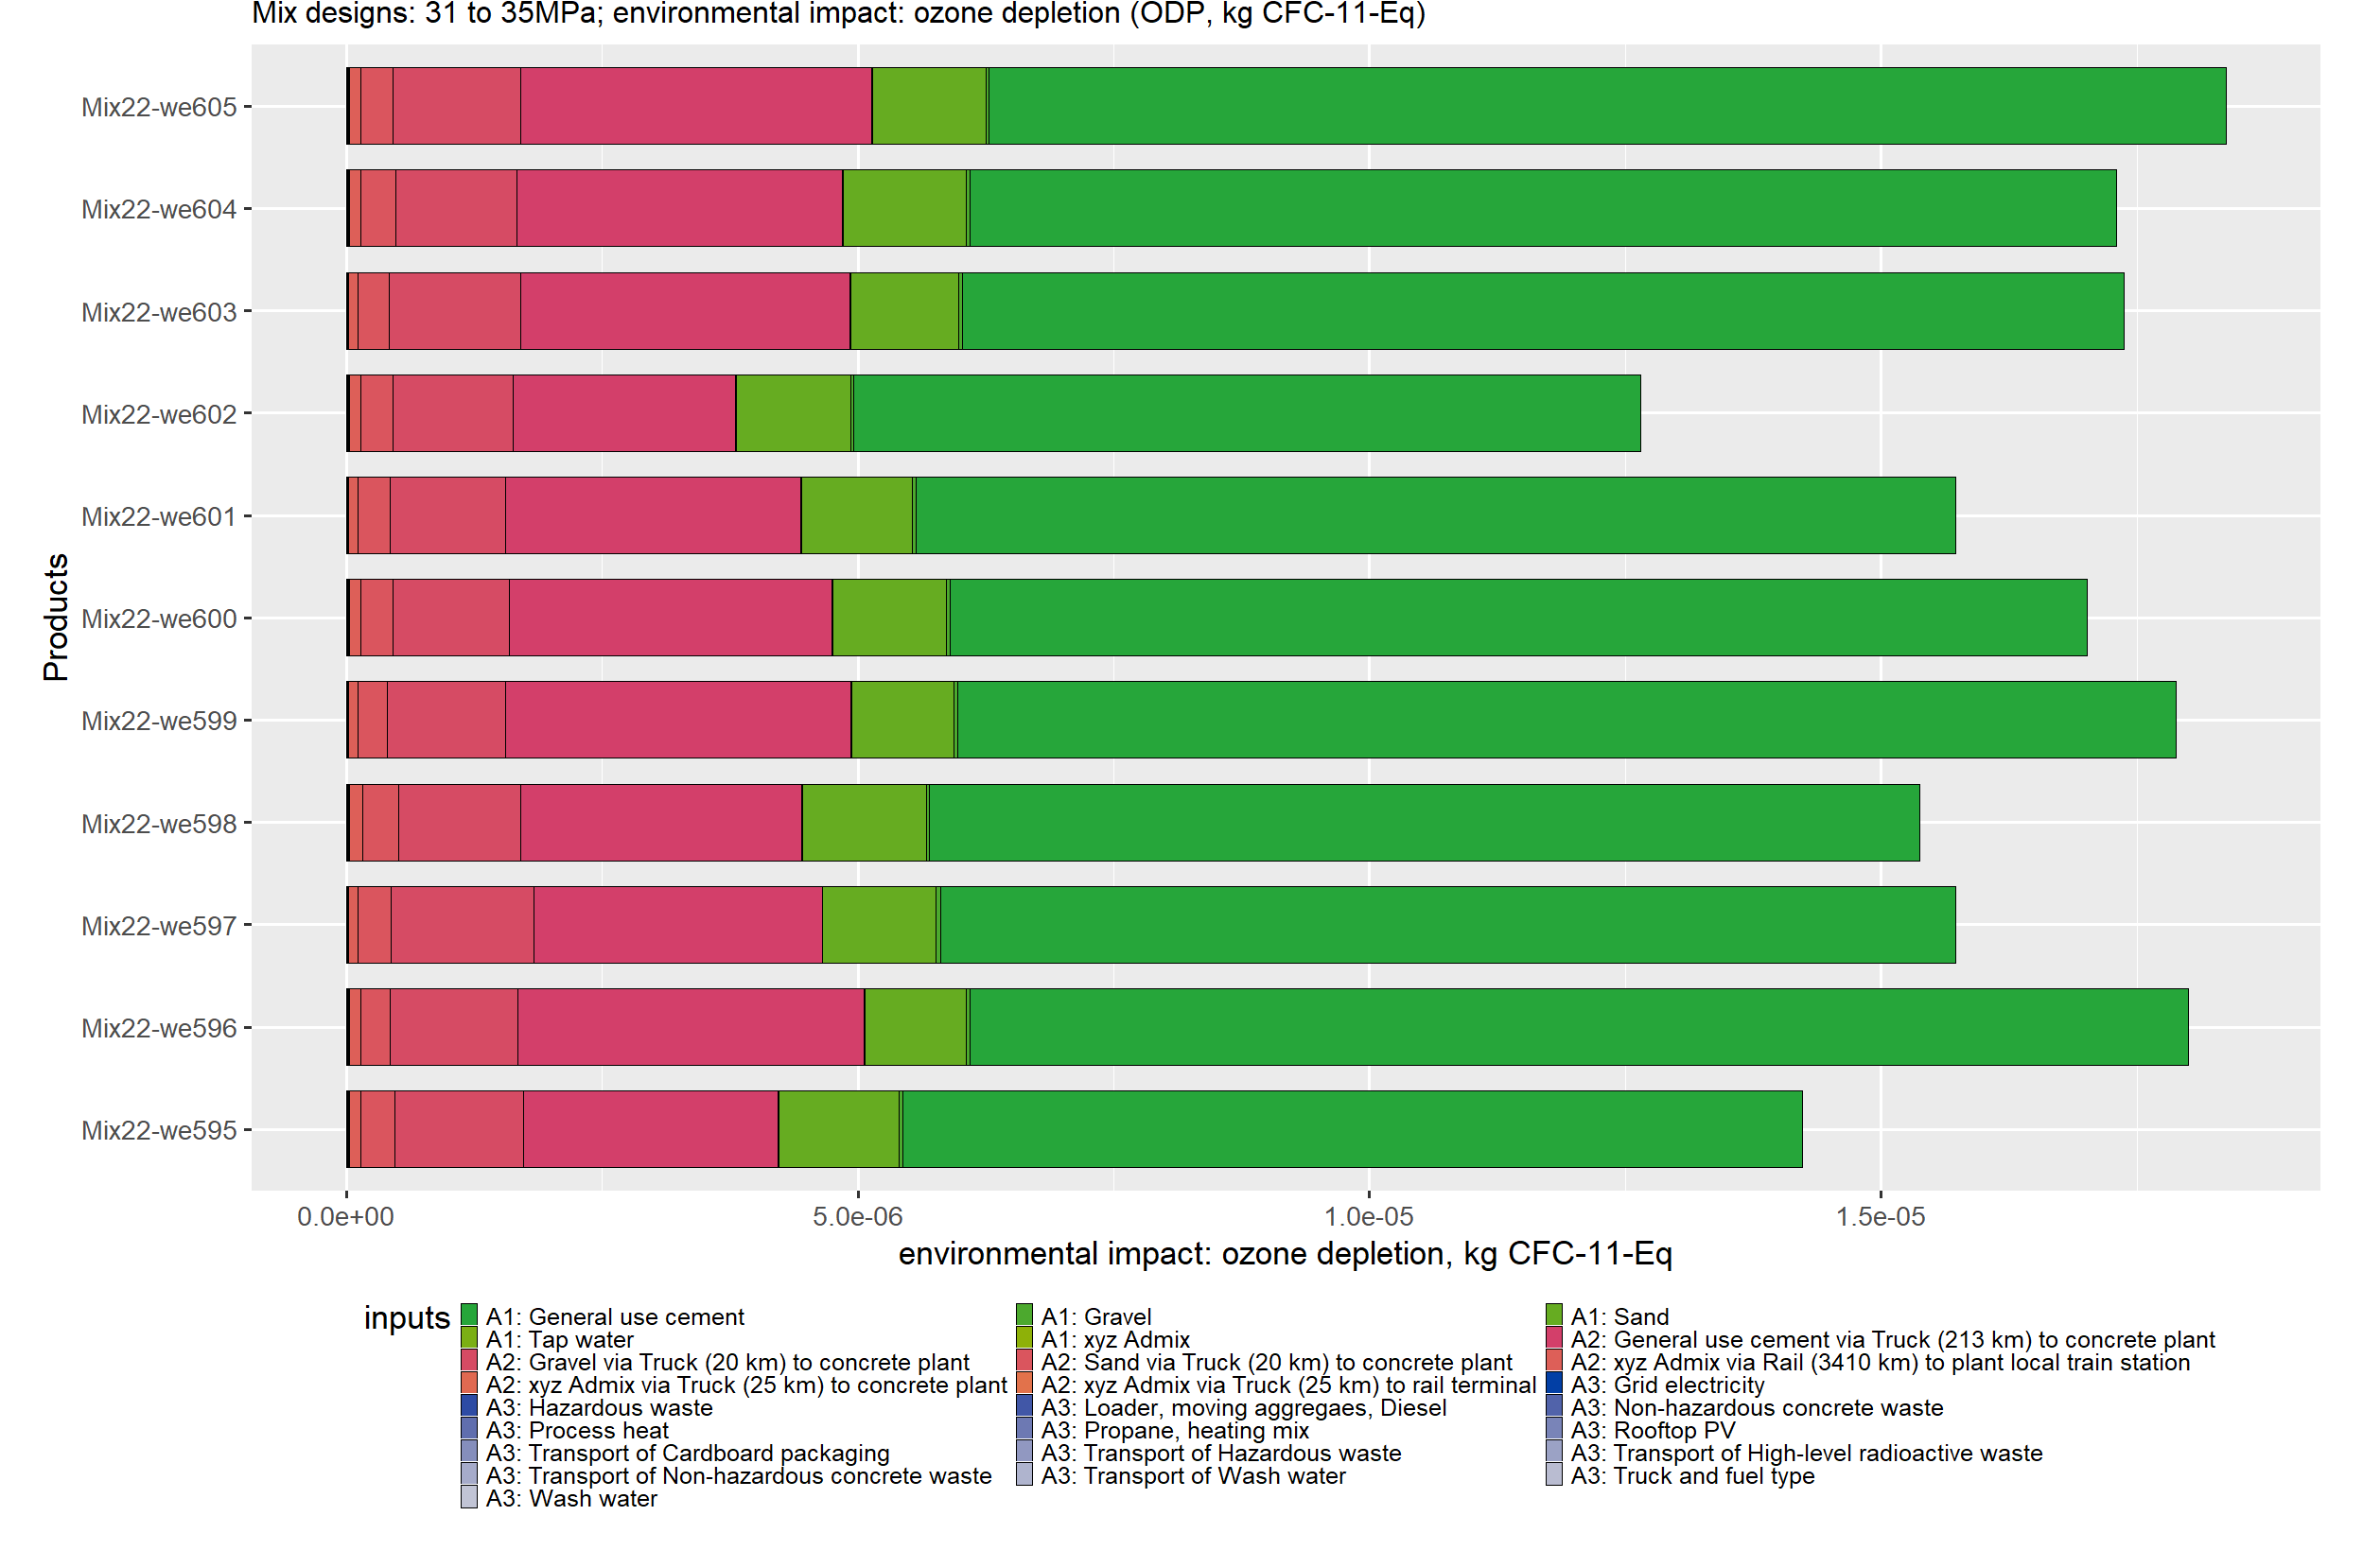 Mix designs: 31 to 35MPa; environmental impact: ozone depletion (ODP, kg CFC-11-Eq)
Mix22-we605
Mix22-we604
Mix22-we603
Mix22-we602
Mix22-we601
Mix22-we600
Mix22-we599
Mix22-we598
Mix22-we597
Mix22-we596
Mix22-we595
Products
0.0e+00 5.0e-06 1.0e-05 1.5e-05
environmental impact: ozone depletion, kg CFC-11-Eq
inputs A1: General use cement A1: Gravel A1: Sand
A1: Tap water A1: xyz Admix A2: General use cement via Truck (213 km) to concrete plant
A2: Gravel via Truck (20 km) to concrete plant A2: Sand via Truck (20 km) to concrete plant A2: xyz Admix via Rail (3410 km) to plant local train station
A2: xyz Admix via Truck (25 km) to concrete plant A2: xyz Admix via Truck (25 km) to rail terminal A3: Grid electricity
A3: Hazardous waste A3: Loader, moving aggregaes, Diesel A3: Non-hazardous concrete waste
A3: Process heat A3: Propane, heating mix A3: Rooftop PV
A3: Transport of Cardboard packaging A3: Transport of Hazardous waste A3: Transport of High-level radioactive waste
A3: Transport of Non-hazardous concrete waste A3: Transport of Wash water A3: Truck and fuel type
A3: Wash water